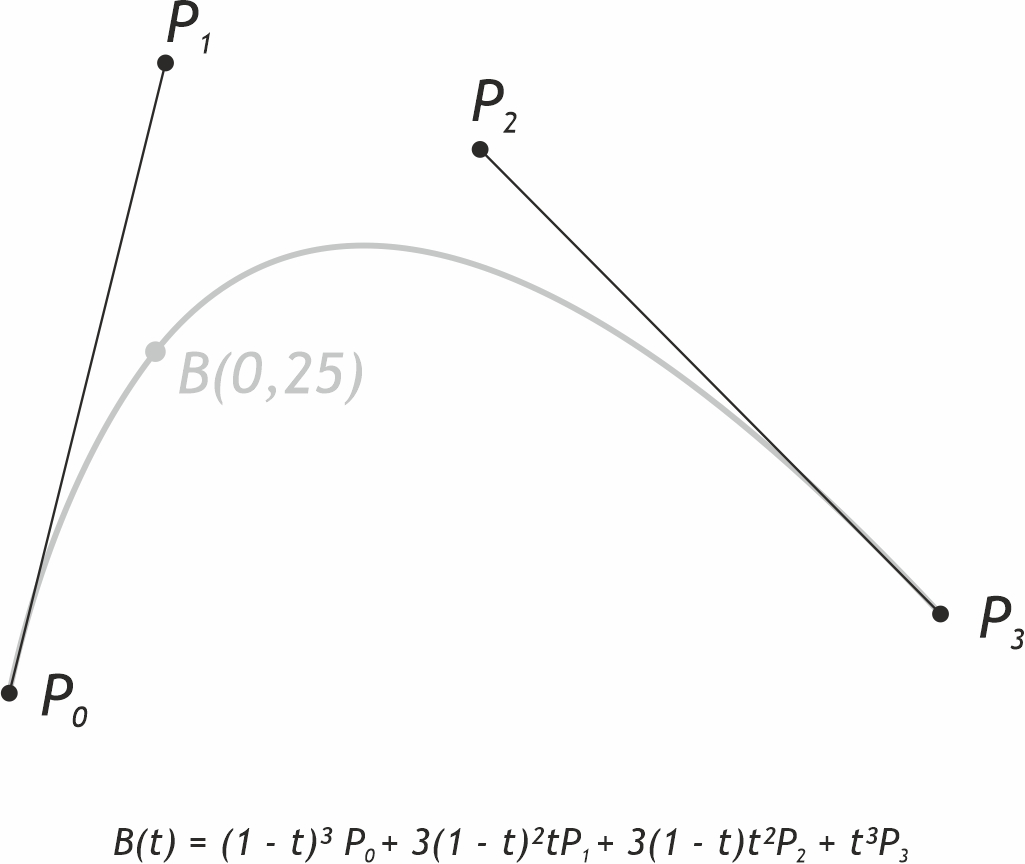 P₁
P₂
B(0,25)
P₃
P₀
B(t) = (1 - t)³ P₀ + 3(1 - t)²tP₁ + 3(1 - t)t²P₂ + t³P₃